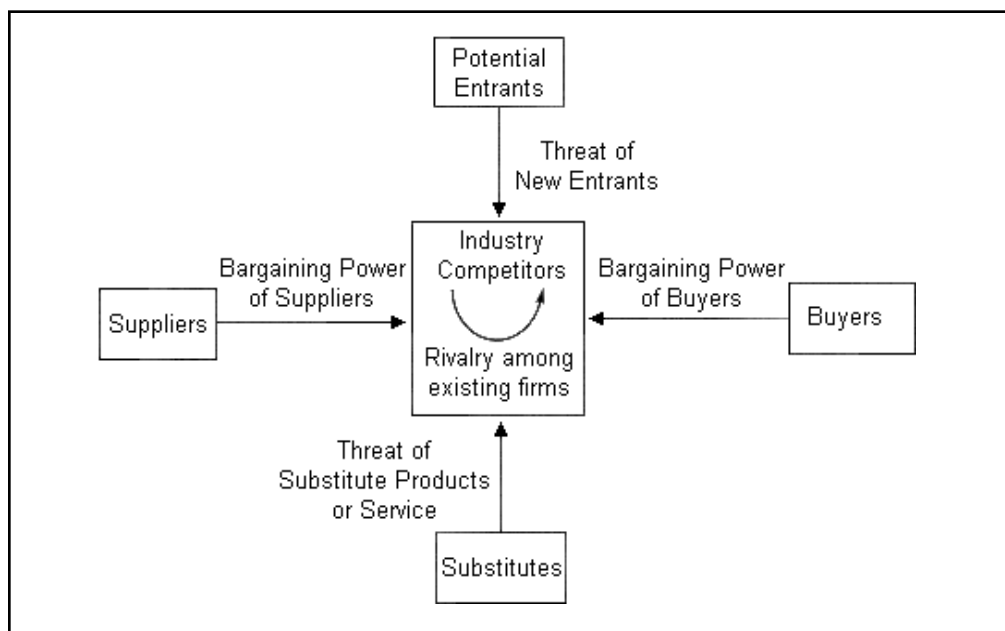 Potential
Entrants
Threat of
New Entrants
Industry
Competitors
Bargaining Power
of Suppliers
Bargaining Power
of Buyers
Suppliers
Buyers
Rivalry among
existing firms
Threat of
Substitute Products
or Service
Substitutes